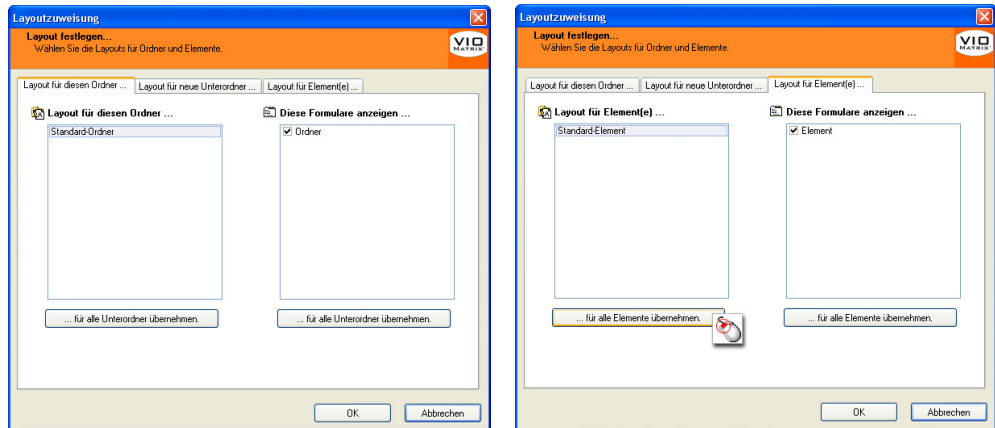 Layoutzuweisung
Layout festlegen...
Wählen Sie die Layouts für Ordner und Elemente.
VIO
MATRIX
Layout für diesen Ordner ...
Layout für neue Unterordner ...
Layout für Element(e) ...
Layout für diesen Ordner ...
Diese Formulare anzeigen ...
Standard-Ordner
Ordner
... für alle Unterordner übernehmen.
... für alle Unterordner übernehmen.
OK
Abbrechen
Layoutzuweisung
Layout festlegen...
Wählen Sie die Layouts für Ordner und Elemente.
VIO
MATRIX
Layout für diesen Ordner ...
Layout für neue Unterordner ...
Layout für Element(e) ...
Layout für Element(e) ...
Diese Formulare anzeigen ...
Standard-Element
Element
... für alle Elemente übernehmen.
... für alle Elemente übernehmen.
OK
Abbrechen